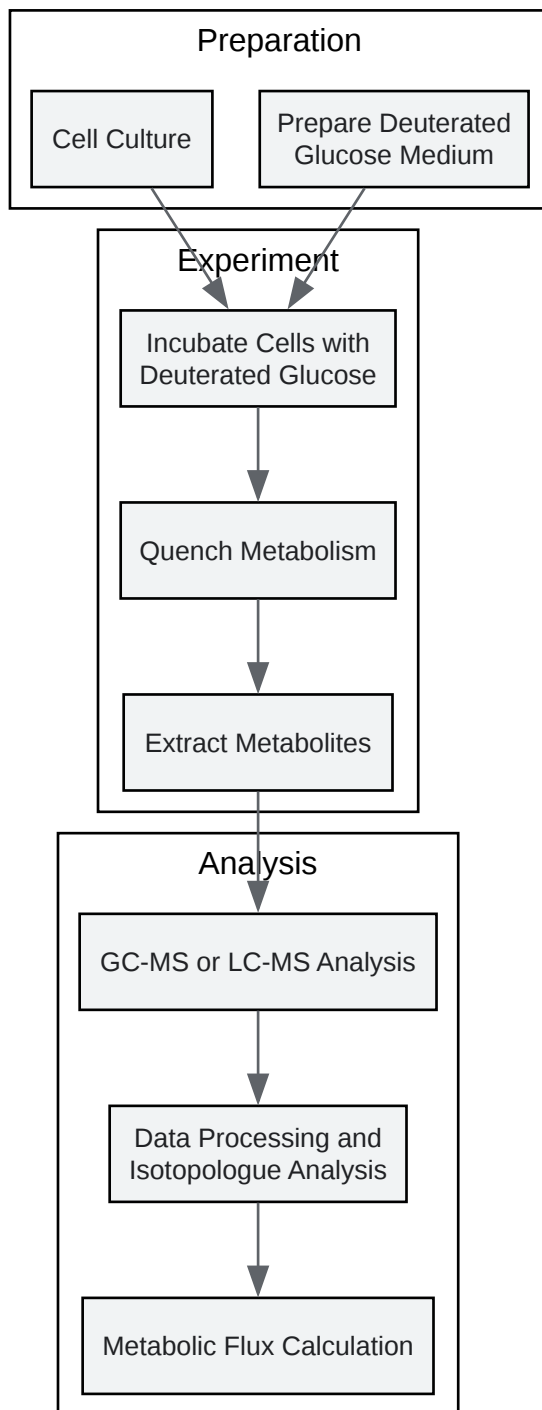 Preparation
Cell Culture
Prepare Deuterated
Glucose Medium
Experiment
Incubate Cells with
Deuterated Glucose
Quench Metabolism
Extract Metabolites
Analysis
GC-MS or LC-MS Analysis
Data Processing and
Isotopologue Analysis
Metabolic Flux Calculation